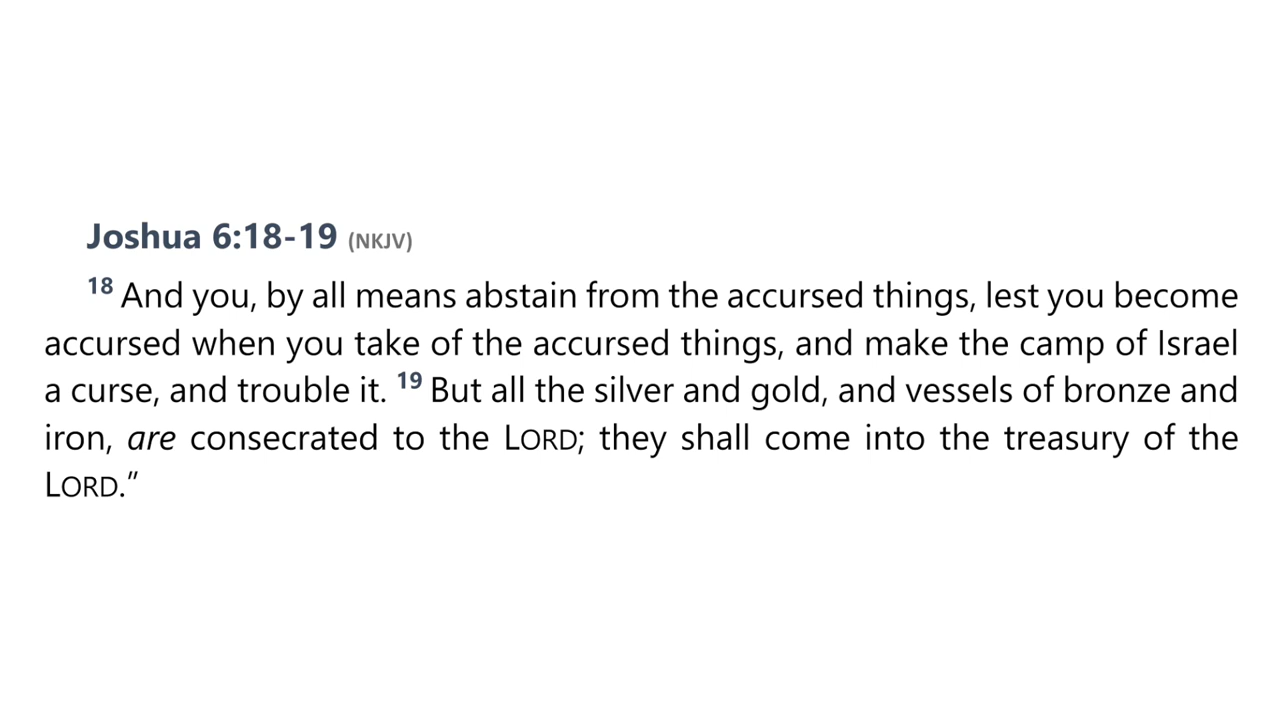 Joshua 6:18-19 (NKJV)
18 And you, by all means abstain from the accursed things, lest you become
accursed when you take of the accursed things, and make the camp of Israel
a curse, and trouble it. 19 But all the silver and gold, and vessels of bronze and
iron, are consecrated to the LORD; they shall come into the treasury of the
LORD.”